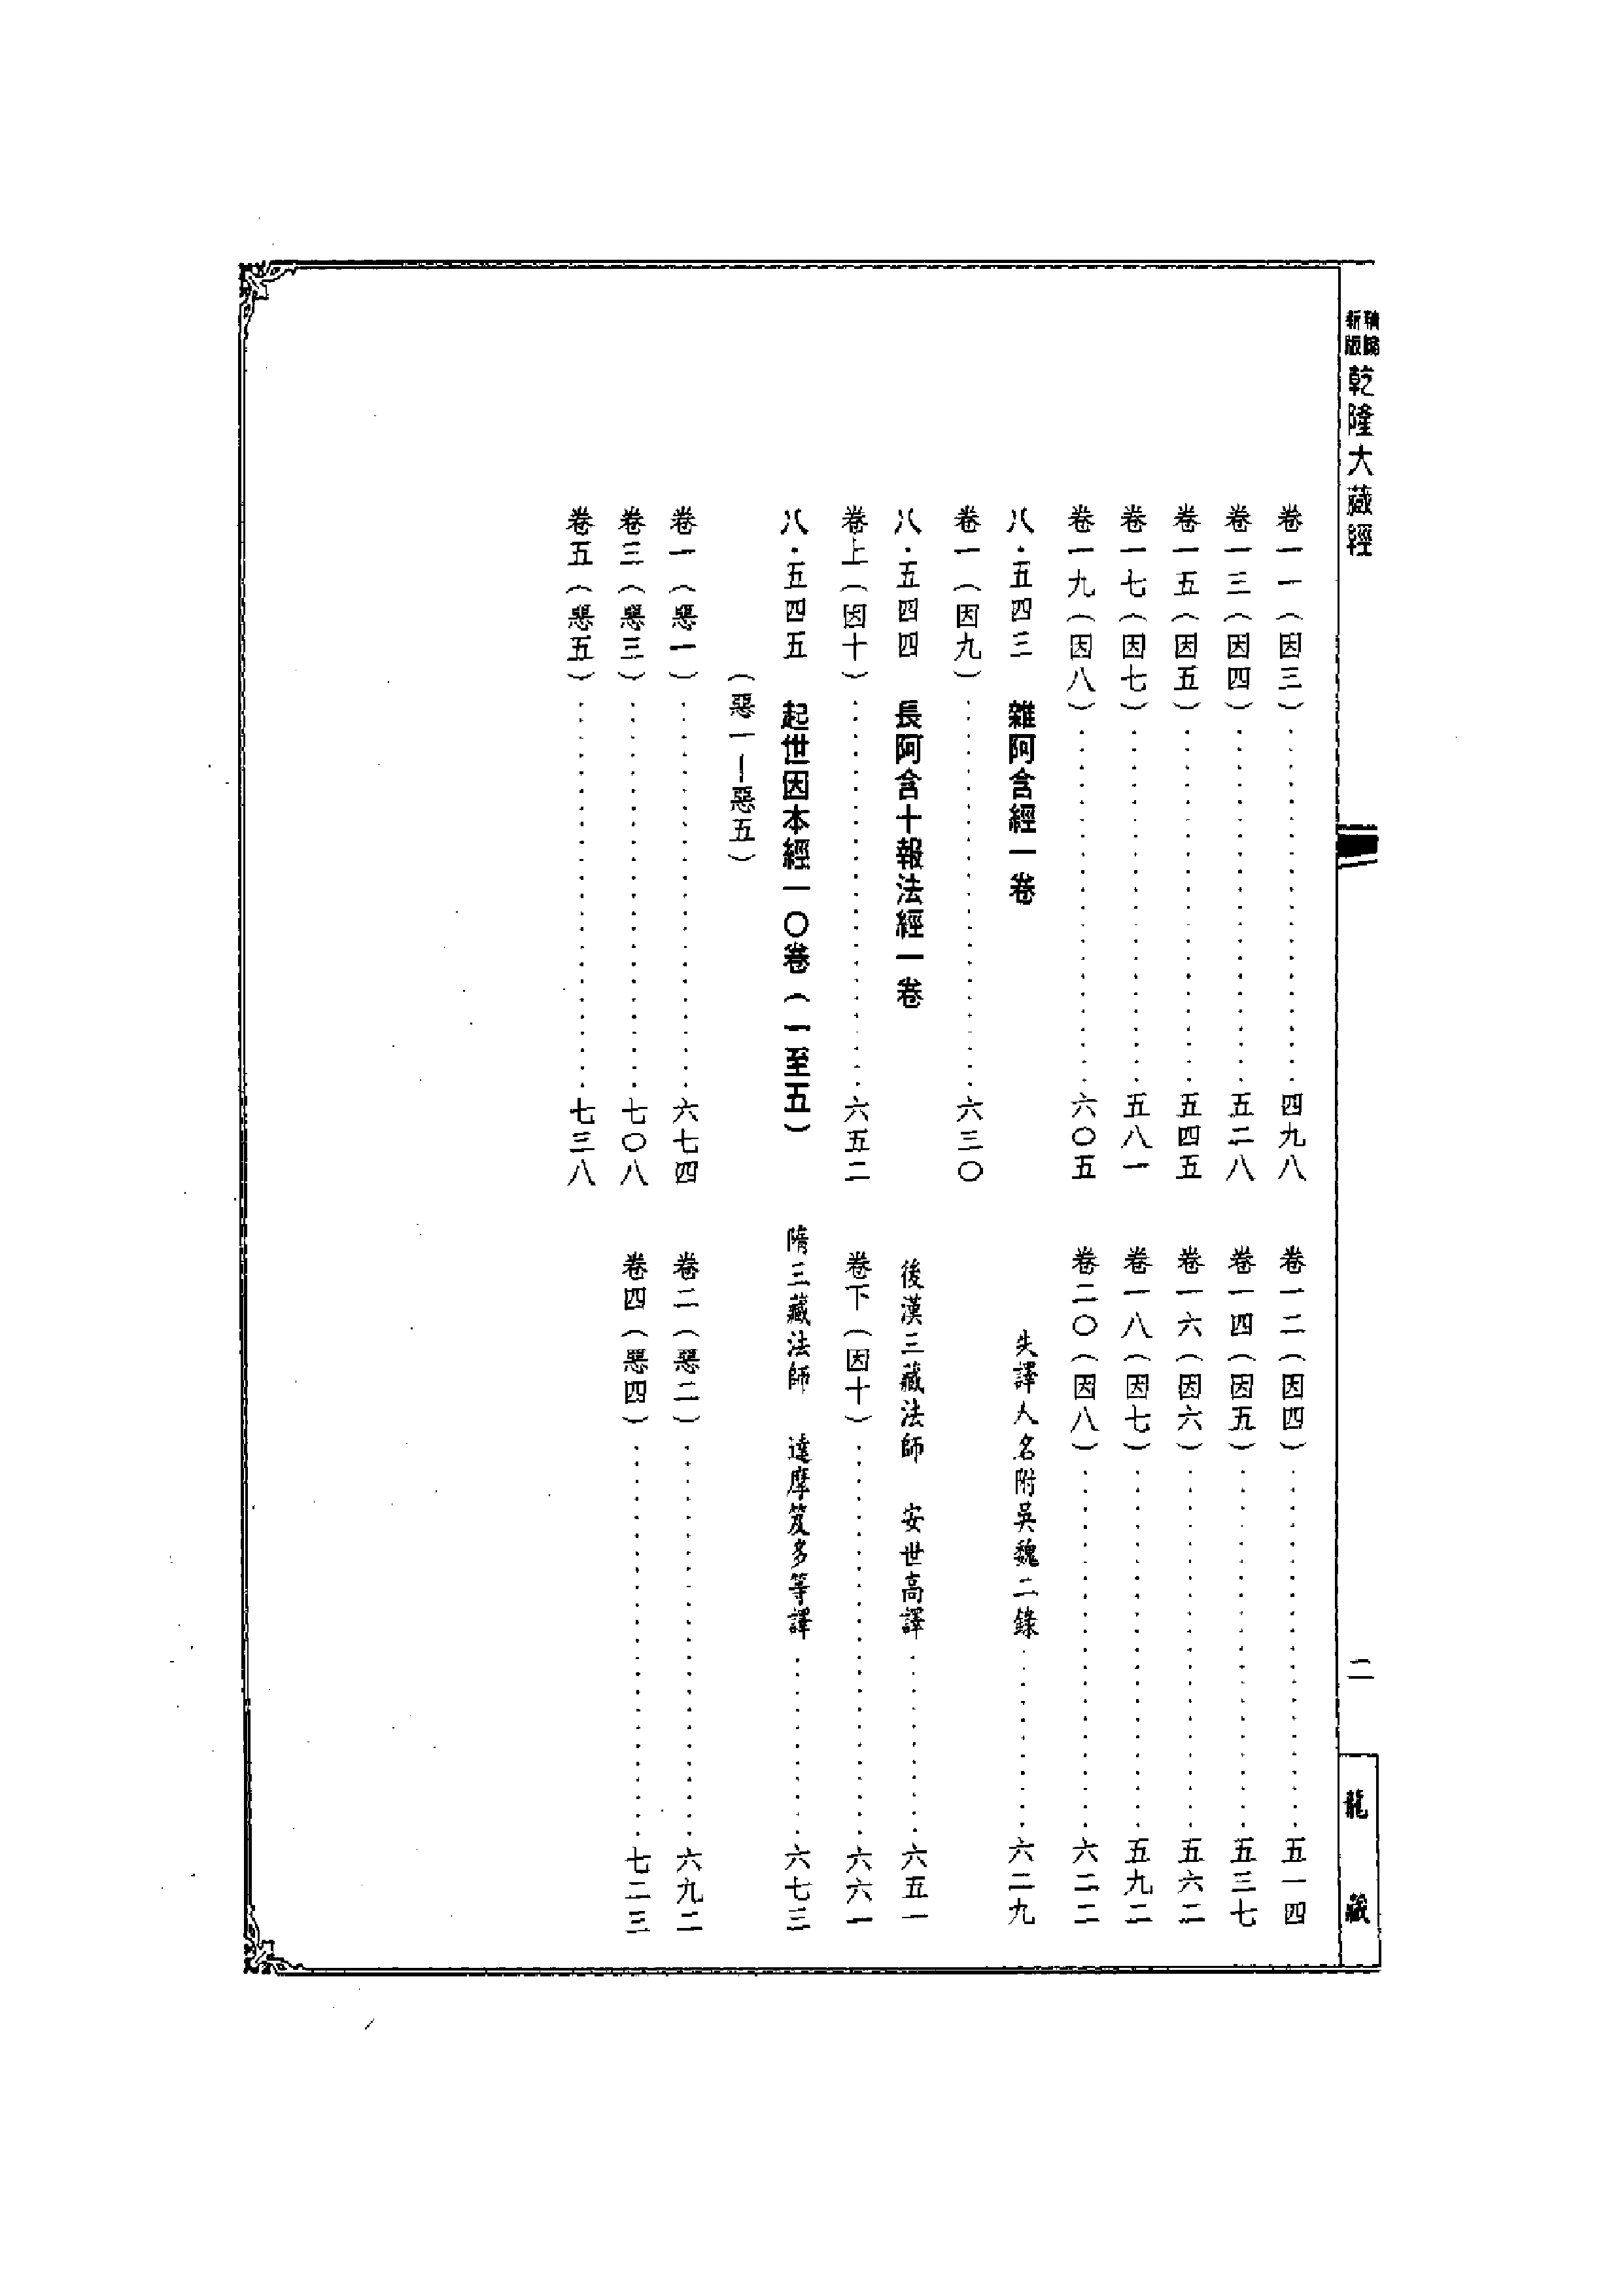 新版
乾隆大藏經
二
龍藏
卷一一（因三）…………四九八　卷一二（因四）…………五一四
卷一三（因四）…………五二八　卷一四（因五）…………五三七
卷一五（因五）…………五四五　卷一六（因六）…………五六二
卷一七（因七）…………五八一　卷一八（因七）…………五九二
卷一九（因八）…………六〇五　卷二〇（因八）…………六二二
八·五四三　雜阿含經一卷　失譯人名附吳魏二錄…………六二九
卷一（因九）…………六三〇
八·五四四　長阿含十報法經一卷　後漢三藏法師　安世高譯…………六五一
卷上（因十）…………六五二　卷下（因十）…………六六一
八·五四五　起世因本經一〇卷（一至五）　隋三藏法師　達摩笈多等譯…………六七三
（惡一—惡五）
卷一（惡一）…………六七四　卷二（惡二）…………六九二
卷三（惡三）…………七〇八　卷四（惡四）…………七二三
卷五（惡五）…………七三八